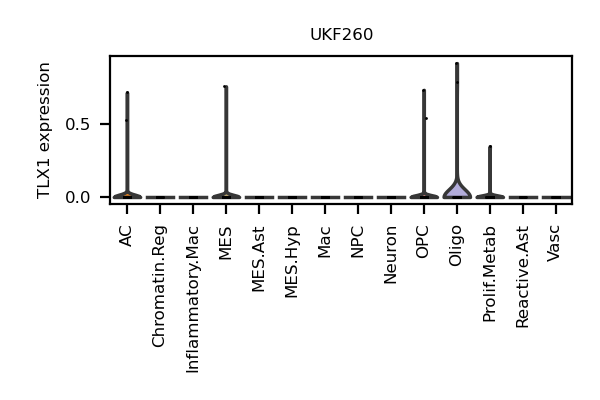 UKF260
TLX1 expression
0.5
0.0
AC
Chromatin.Reg
Inflammatory.Mac
MES
MES.Ast
MES.Hyp
Mac
NPC
Neuron
OPC
Oligo
Prolif.Metab
Reactive.Ast
Vasc